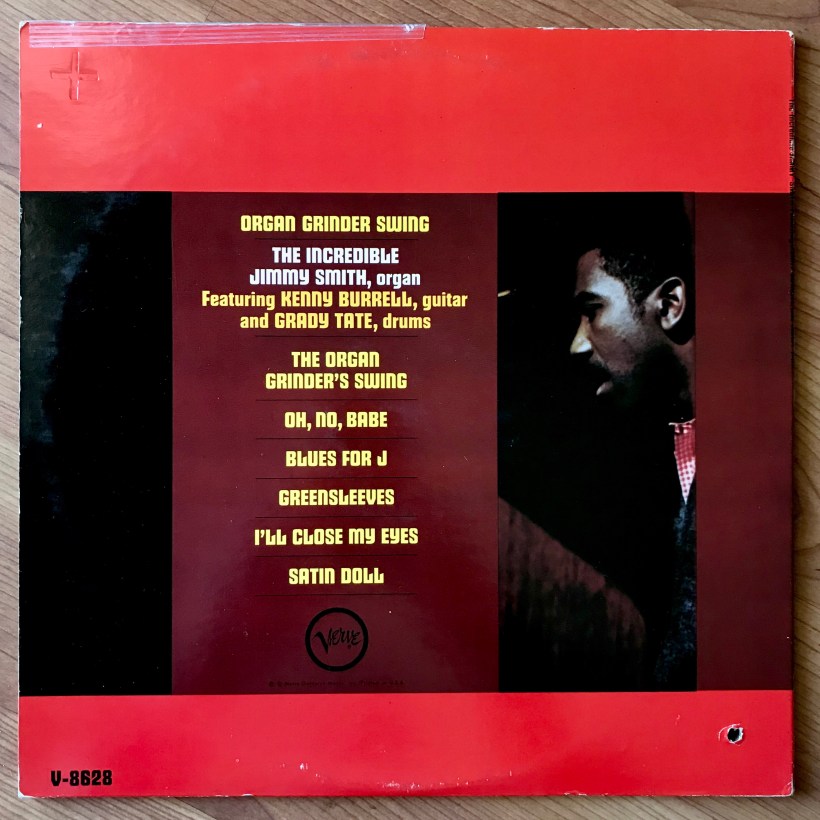 ORGAN GRINDER SWING
THE INCREDIBLE
JIMMY SMITH, organ
Featuring KENNY BURRELL, guitar
and GRADY TATE, drums
THE ORGAN
GRINDER'S SWING
OH, NO, BABE
BLUES FOR J
GREENSLEEVES
I'LL CLOSE MY EYES
SATIN DOLL
Verve
V-8628